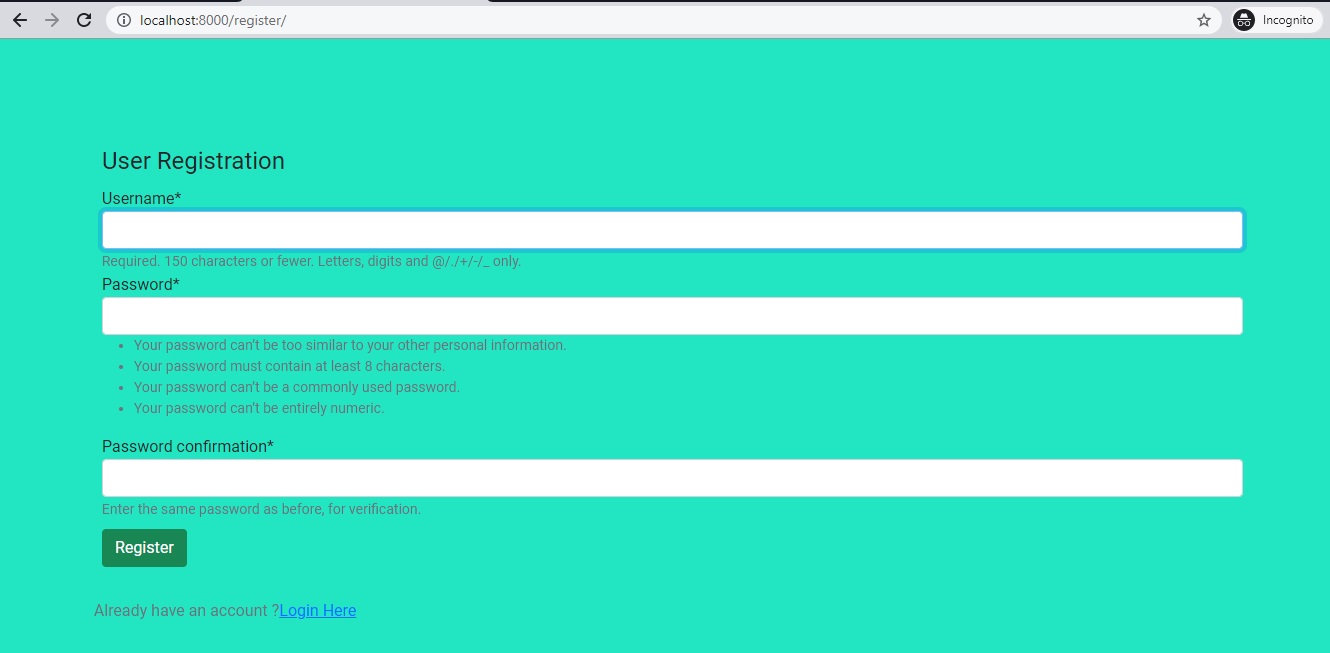 localhost:8000/register/
Incognito
User Registration
Username*
Required. 150 characters or fewer. Letters, digits and @/./+/-/_ only.
Password*
Your password can't be too similar to your other personal information.
Your password must contain at least 8 characters.
Your password can't be a commonly used password.
Your password can't be entirely numeric.
Password confirmation*
Enter the same password as before, for verification.
Register
Already have an account ?Login Here